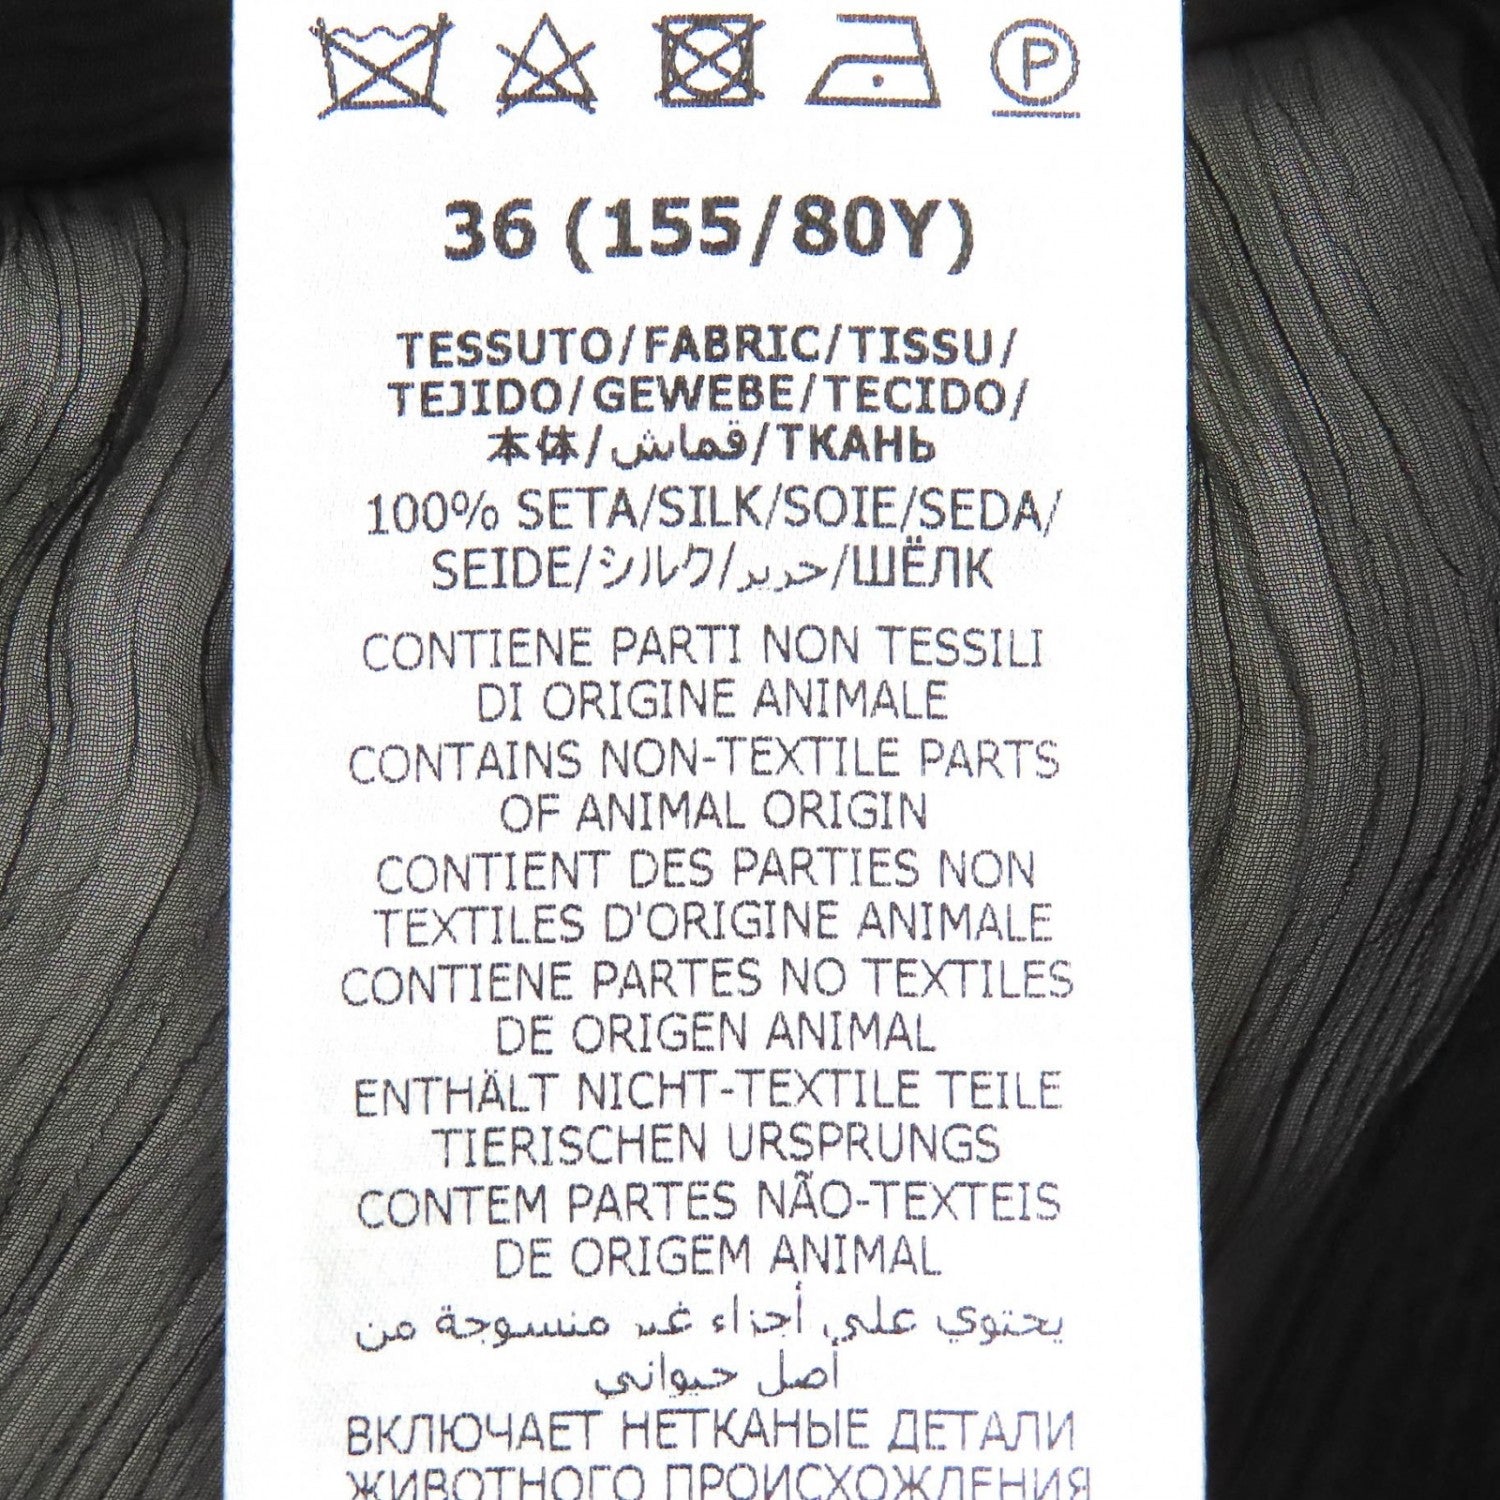 P
36 (155/80Y)
TESSUTO/FABRIC/TISSU/
TEJIDO/GEWEBE/TECIDO/
本体/قماش/ТКАНЬ
100% SETA/SILK/SOIE/SEDA/
SEIDE/シルク/حرير/ШЁЛК
CONTIENE PARTI NON TESSILI
DI ORIGINE ANIMALE
CONTAINS NON-TEXTILE PARTS
OF ANIMAL ORIGIN
CONTIENT DES PARTIES NON
TEXTILES D'ORIGINE ANIMALE
CONTIENE PARTES NO TEXTILES
DE ORIGEN ANIMAL
ENTHÄLT NICHT-TEXTILE TEILE
TIERISCHEN URSPRUNGS
CONTEM PARTES NÃO-TEXTEIS
DE ORIGEM ANIMAL
يحتوي علي أجزاء غير منسوجة من
أصل حيواني
ВКЛЮЧАЕТ НЕТКАНЫЕ ДЕТАЛИ
ЖИВОТНОГО ПРОИСХОЖДЕНИЯ